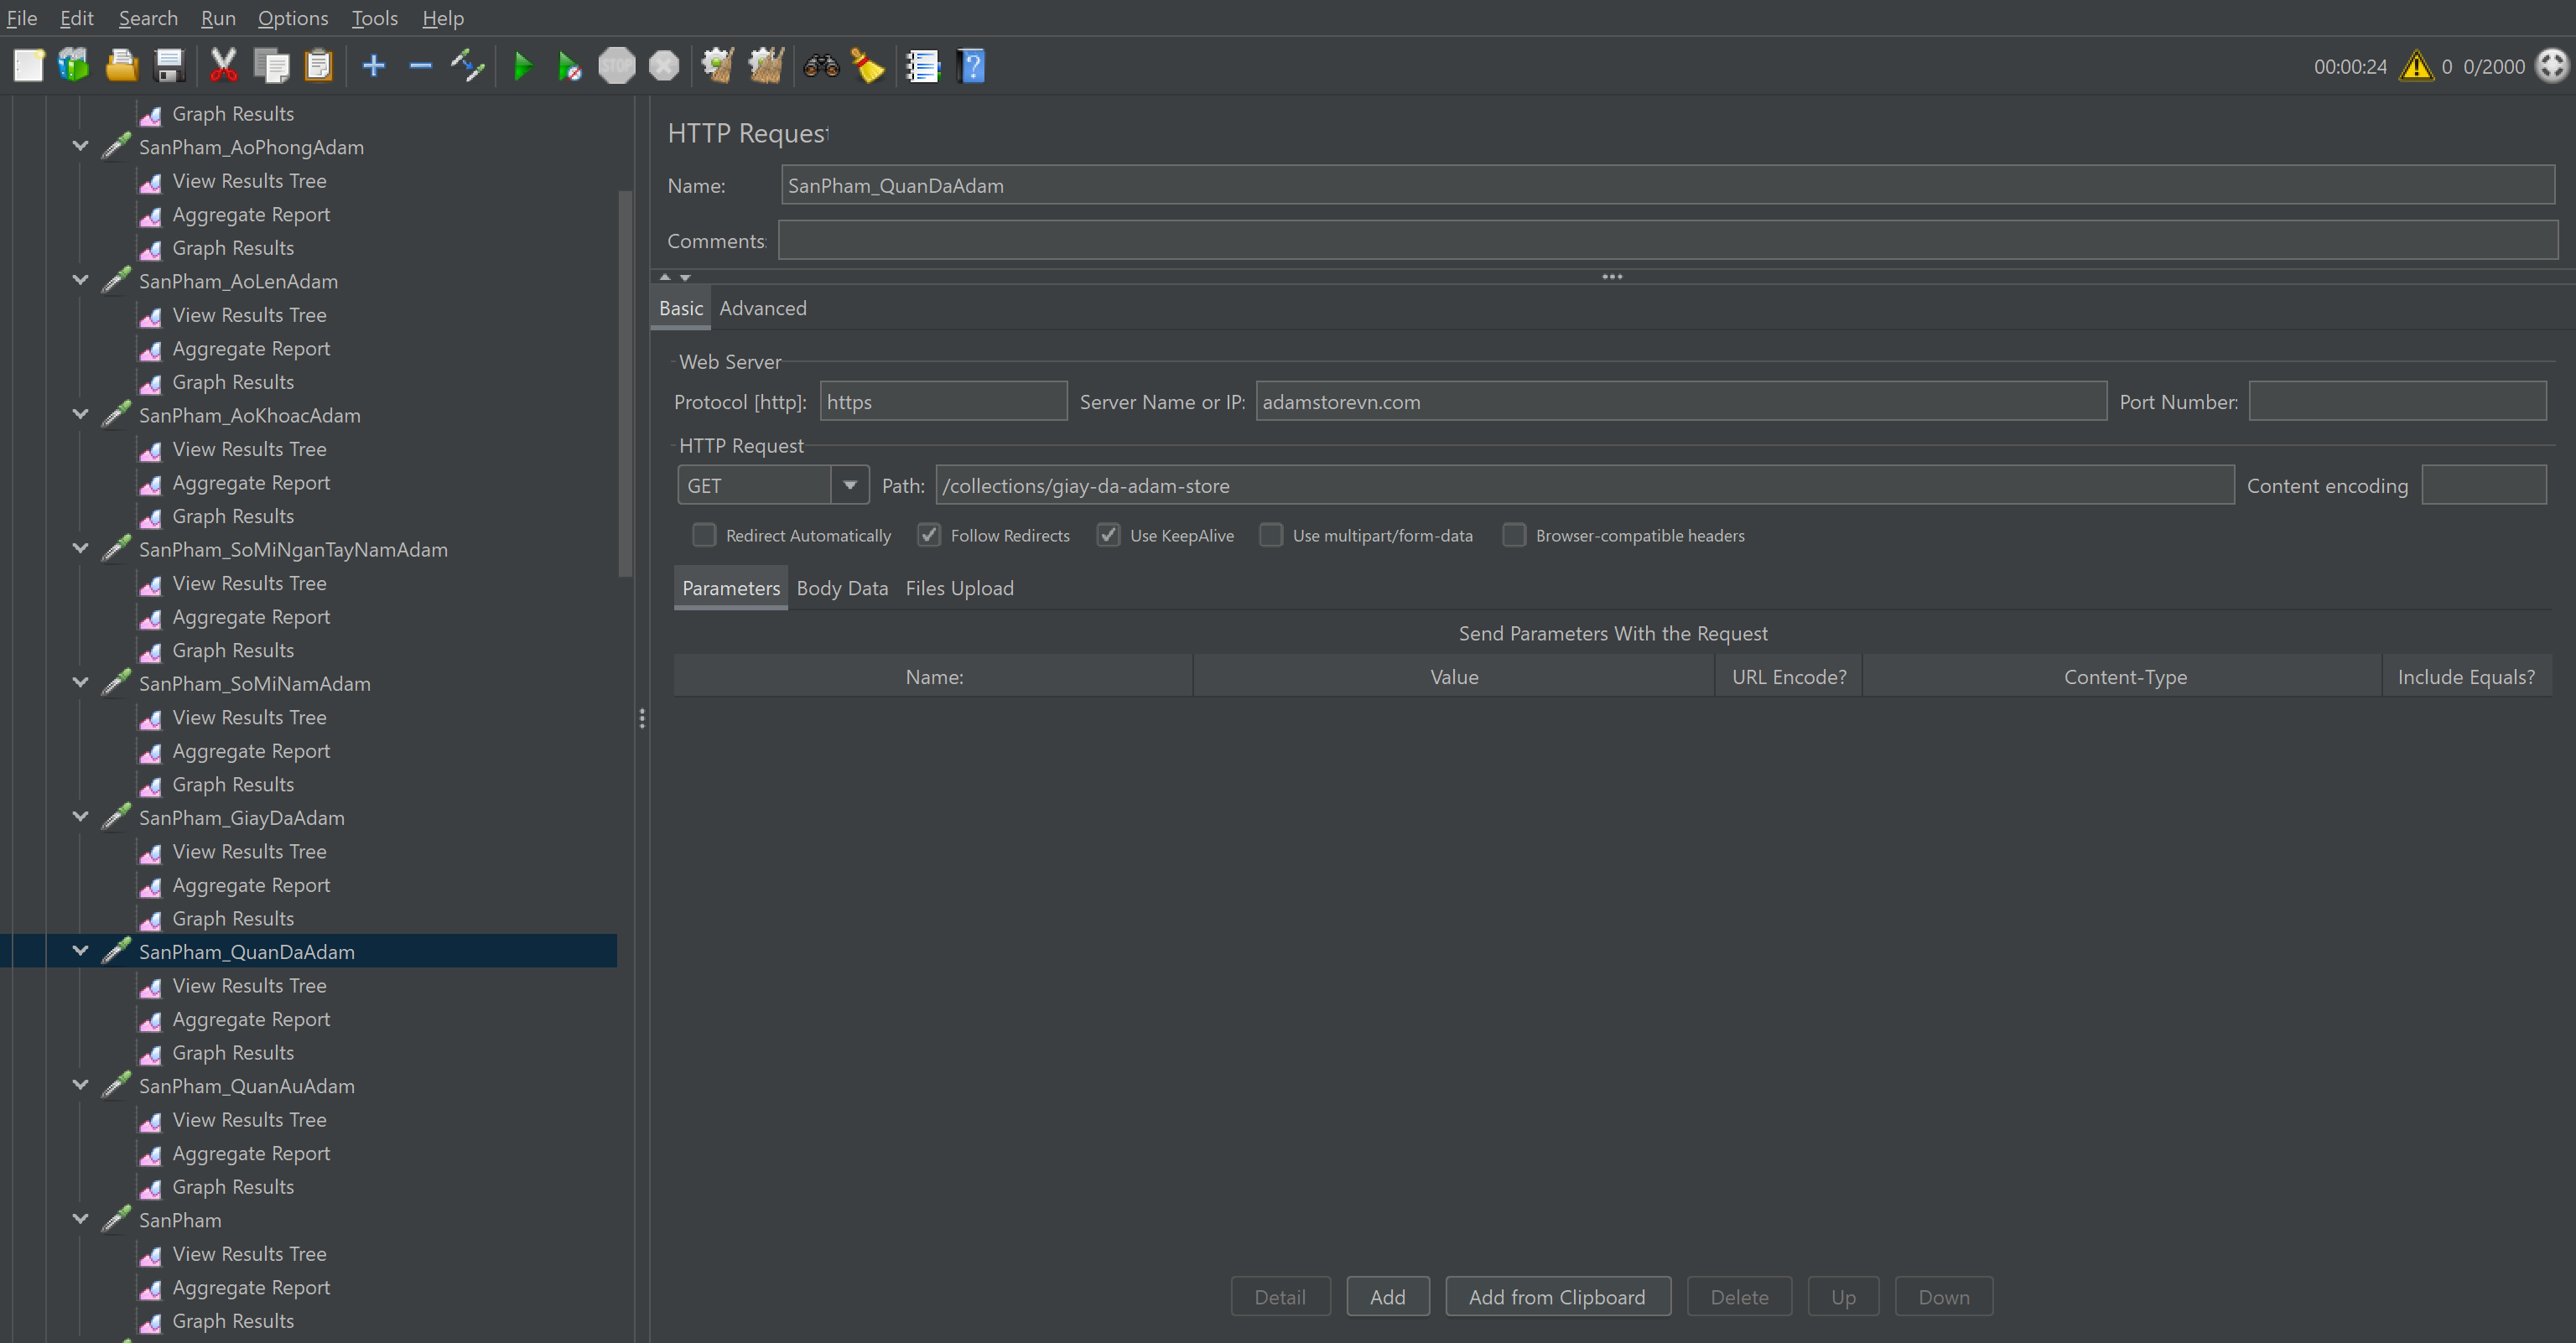 File Edit Search Run Options Tools Help
STOP
00:00:24 0 0/2000
Graph Results
SanPham_AoPhongAdam
View Results Tree
Aggregate Report
Graph Results
SanPham_AoLenAdam
View Results Tree
Aggregate Report
Graph Results
SanPham_AoKhoacAdam
View Results Tree
Aggregate Report
Graph Results
SanPham_SoMiNganTayNamAdam
View Results Tree
Aggregate Report
Graph Results
SanPham_SoMiNamAdam
View Results Tree
Aggregate Report
Graph Results
SanPham_GiayDaAdam
View Results Tree
Aggregate Report
Graph Results
SanPham_QuanDaAdam
View Results Tree
Aggregate Report
Graph Results
SanPham_QuanAuAdam
View Results Tree
Aggregate Report
Graph Results
SanPham
View Results Tree
Aggregate Report
Graph Results
HTTP Request
Name: SanPham_QuanDaAdam
Comments:
Basic Advanced
Web Server
Protocol [http]: https Server Name or IP: adamstorevn.com Port Number:
HTTP Request
GET Path: /collections/giay-da-adam-store Content encoding
Redirect Automatically Follow Redirects Use KeepAlive Use multipart/form-data Browser-compatible headers
Parameters Body Data Files Upload
Send Parameters With the Request
Name: Value URL Encode? Content-Type Include Equals?
Detail Add Add from Clipboard Delete Up Down